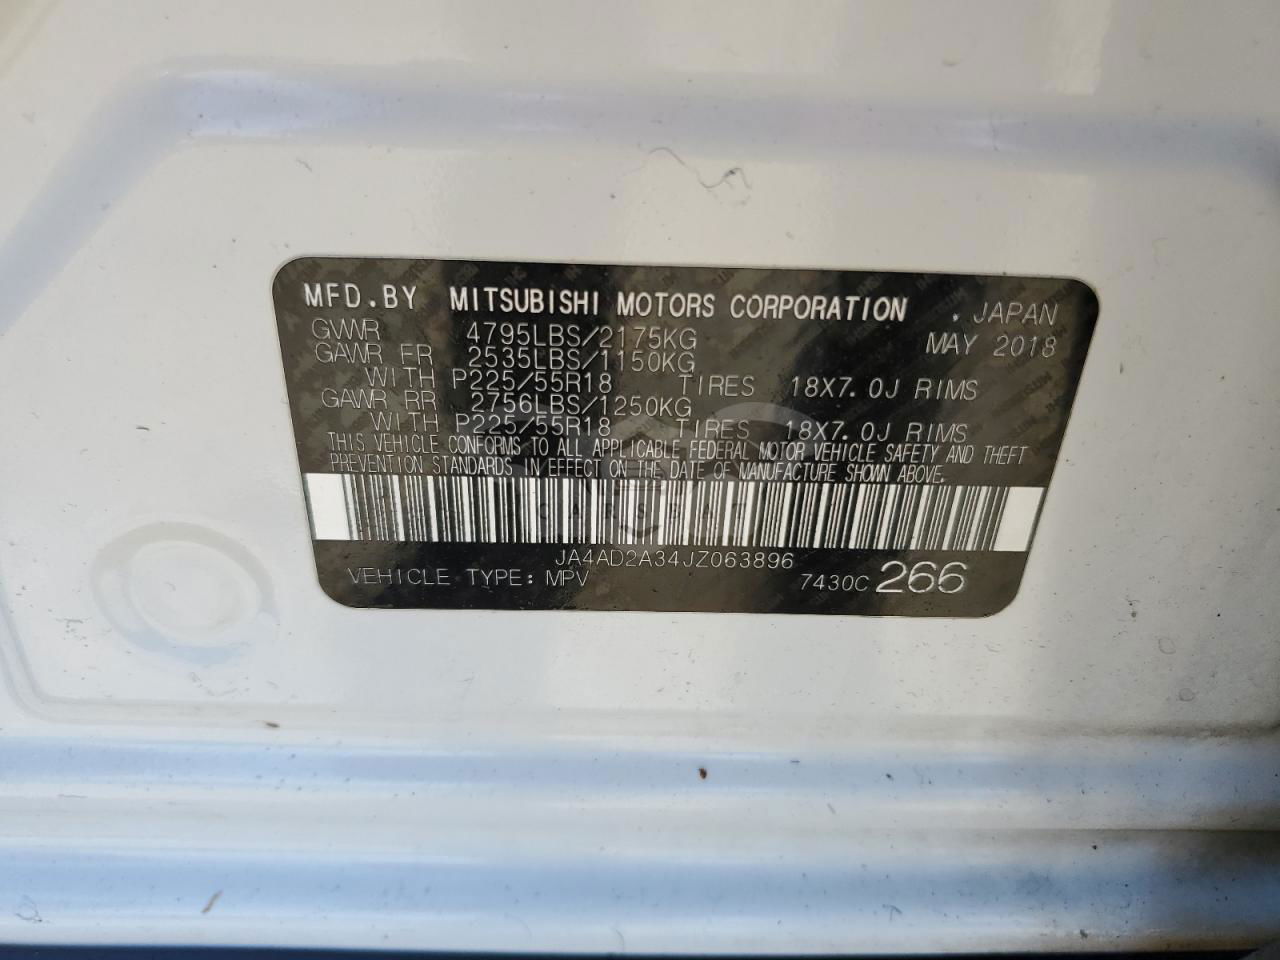 MFD.BY MITSUBISHI MOTORS CORPORATION . JAPAN
GVWR 4795LBS/2175KG MAY 2018
GAWR FR 2535LBS/1150KG
WITH P225/55R18 TIRES 18X7.0J RIMS
GAWR RR 2756LBS/1250KG
WITH P225/55R18 TIRES 18X7.0J RIMS
THIS VEHICLE CONFORMS TO ALL APPLICABLE FEDERAL MOTOR VEHICLE SAFETY AND THEFT
PREVENTION STANDARDS IN EFFECT ON THE DATE OF MANUFACTURE SHOWN ABOVE.
JA4AD2A34JZ063896
VEHICLE TYPE: MPV 7430C 266